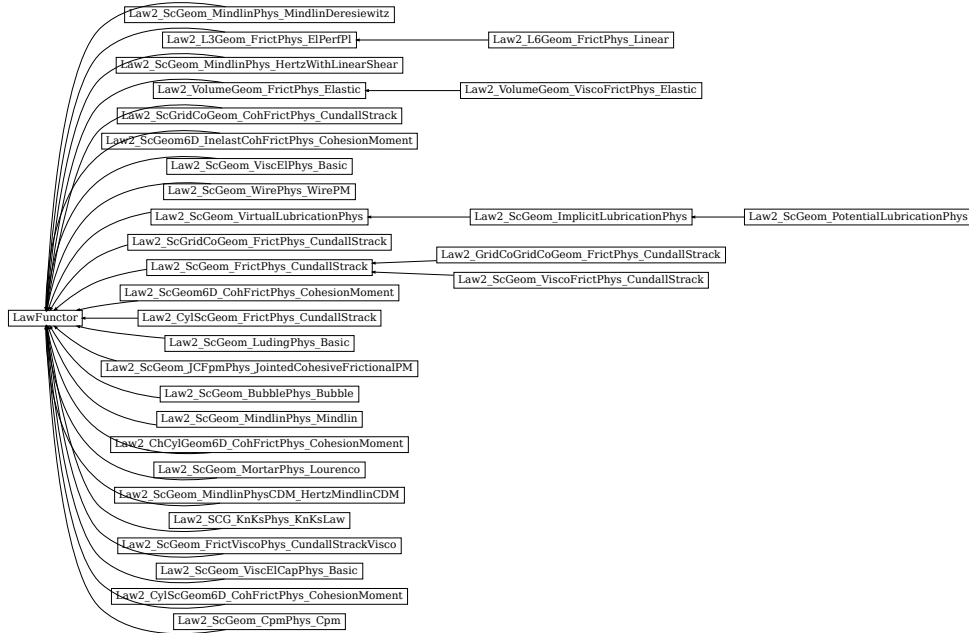 Law2_ScGeom_MindlinPhys_MindlinDeresiewitz
Law2_L3Geom_FrictPhys_ElPerfPl
Law2_L6Geom_FrictPhys_Linear
Law2_ScGeom_MindlinPhys_HertzWithLinearShear
Law2_VolumeGeom_FrictPhys_Elastic
Law2_VolumeGeom_ViscoFrictPhys_Elastic
Law2_ScGridCoGeom_CohFrictPhys_CundallStrack
Law2_ScGeom6D_InelastCohFrictPhys_CohesionMoment
Law2_ScGeom_ViscElPhys_Basic
Law2_ScGeom_WirePhys_WirePM
Law2_ScGeom_VirtualLubricationPhys
Law2_ScGeom_ImplicitLubricationPhys
Law2_ScGeom_PotentialLubricationPhys
Law2_ScGridCoGeom_FrictPhys_CundallStrack
Law2_GridCoGridCoGeom_FrictPhys_CundallStrack
Law2_ScGeom_FrictPhys_CundallStrack
Law2_ScGeom_ViscoFrictPhys_CundallStrack
Law2_ScGeom6D_CohFrictPhys_CohesionMoment
LawFunctor
Law2_CylScGeom_FrictPhys_CundallStrack
Law2_ScGeom_LudingPhys_Basic
Law2_ScGeom_JCFpmPhys_JointedCohesiveFrictionalPM
Law2_ScGeom_BubblePhys_Bubble
Law2_ScGeom_MindlinPhys_Mindlin
Law2_ChCylGeom6D_CohFrictPhys_CohesionMoment
Law2_ScGeom_MortarPhys_Lourenco
Law2_ScGeom_MindlinPhysCDM_HertzMindlinCDM
Law2_SCG_KnKsPhys_KnKsLaw
Law2_ScGeom_FrictViscoPhys_CundallStrackVisco
Law2_ScGeom_ViscElCapPhys_Basic
Law2_CylScGeom6D_CohFrictPhys_CohesionMoment
Law2_ScGeom_CpmPhys_Cpm